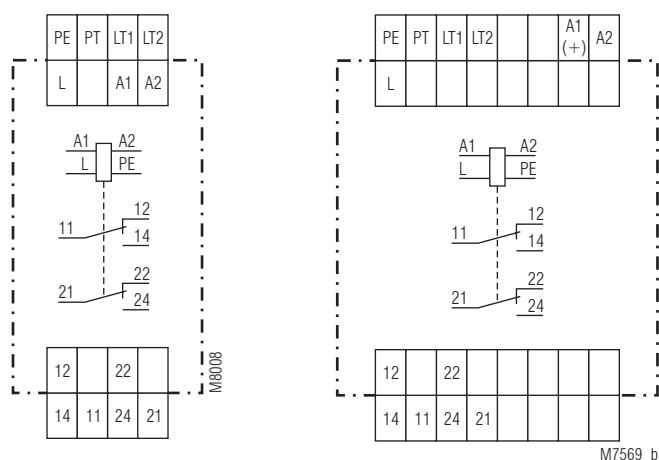 PE PT LT1 LT2
L A1 A2
A1 A2
L PE
12
11
14
22
21
24
12 22
14 11 24 21
M8008
PE PT LT1 LT2 A1 (+) A2
L
A1 A2
L PE
12
11
14
22
21
24
12 22
14 11 24 21
M7569_b